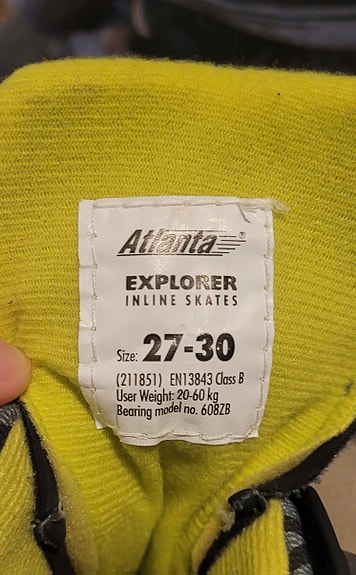 Atlanta®
EXPLORER
INLINE SKATES
Size: 27-30
(211851) EN13843 Class B
User Weight: 20-60 kg
Bearing model no. 608ZB